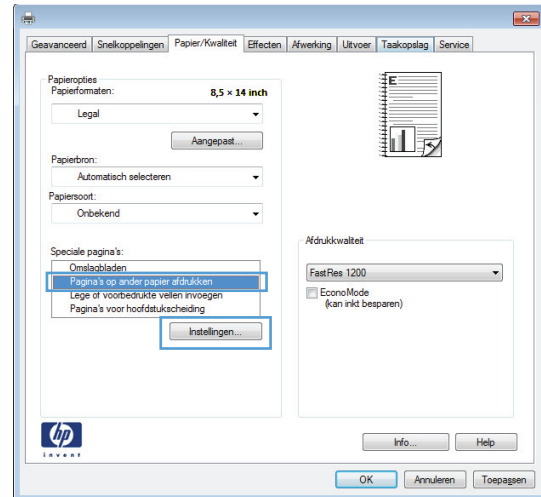 Geavanceerd Snelkoppelingen Papier/Kwaliteit Effecten Afwerking Uitvoer Taakopslag Service
Papieropties
Papierformaten: 8,5 × 14 inch
Legal
Aangepast...
Papierbron:
Automatisch selecteren
Papiersoort:
Onbekend
Speciale pagina's:
Omslagbladen
Pagina's op ander papier afdrukken
Lege of voorbedrukte vellen invoegen
Pagina's voor hoofdstukscheiding
Instellingen...
E
Afdrukkwaliteit
FastRes 1200
EconoMode
(kan inkt besparen)
hp
invent
Info... Help
OK Annuleren Toepassen